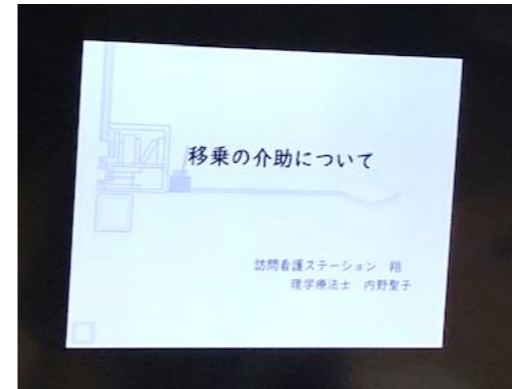 移乗の介助について
訪問看護ステーション 翔
理学療法士 内野聖子